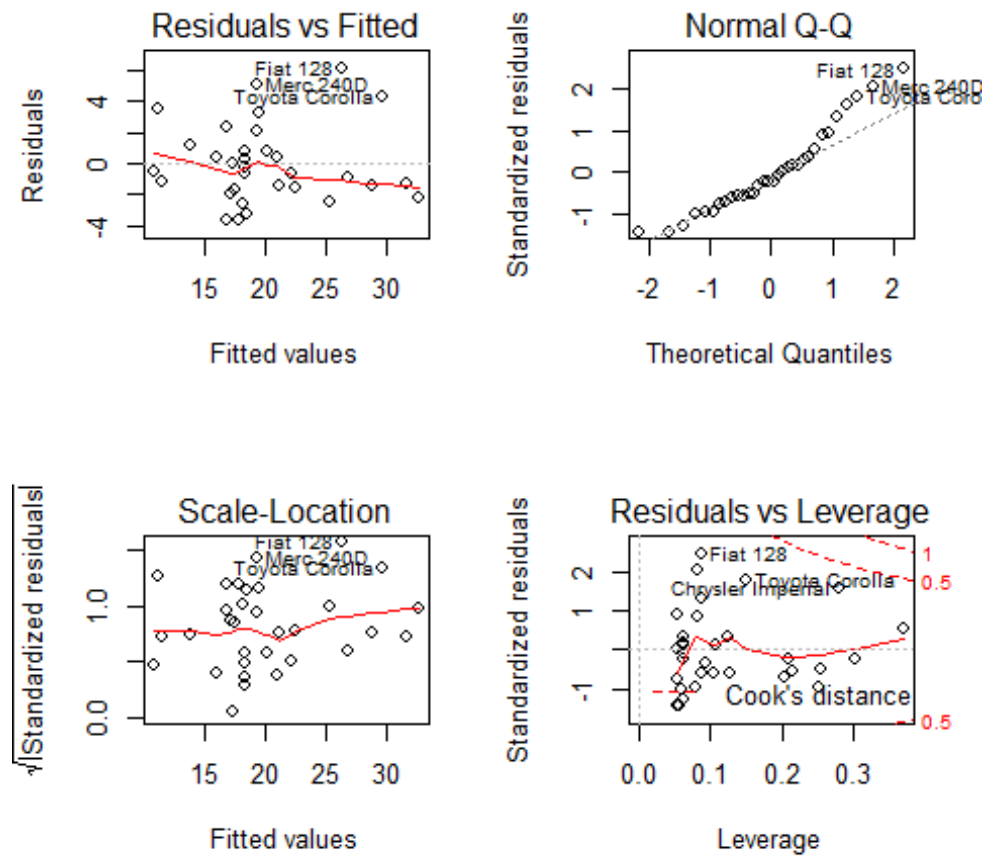 Residuals vs Fitted
Residuals
4
0
-4
Fiat 128
Merc 240D
Toyota Corolla
15 20 25 30
Fitted values
Normal Q-Q
Standardized residuals
2
1
0
-1
Fiat 128
Merc 240D
Toyota Coro
-2 -1 0 1 2
Theoretical Quantiles
Scale-Location
√|Standardized residuals|
1.0
0.0
Fiat 128
Merc 240D
Toyota Corolla
15 20 25 30
Fitted values
Residuals vs Leverage
Standardized residuals
2
1
-1
Fiat 128
Toyota Corolla
Chrysler Imperial
1
0.5
Cook's distance
0.5
0.0 0.1 0.2 0.3
Leverage